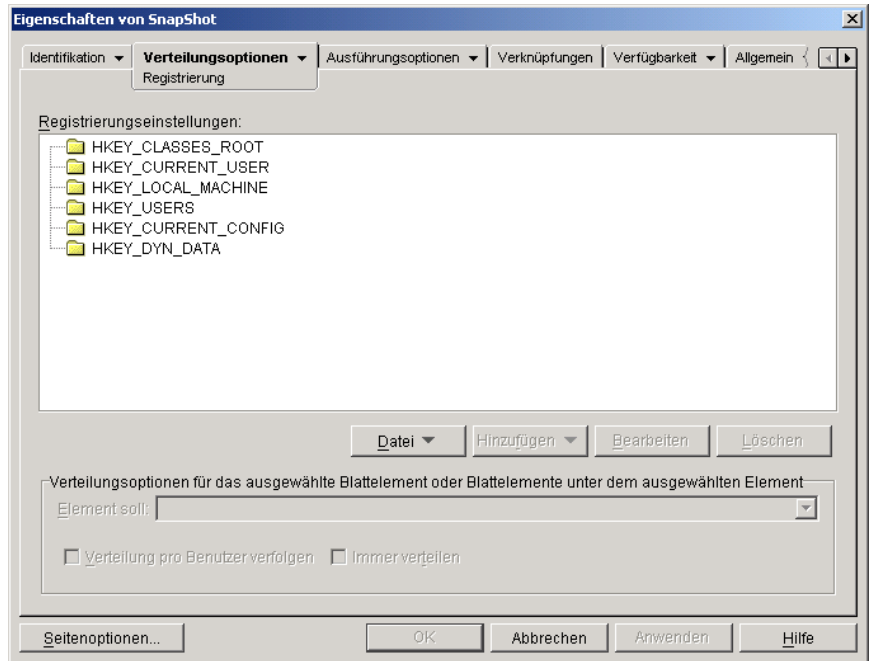 Eigenschaften von SnapShot
Identifikation Verteilungsoptionen Ausführungsoptionen Verknüpfungen Verfügbarkeit Allgemein
Registrierung
Registrierungseinstellungen:
HKEY_CLASSES_ROOT
HKEY_CURRENT_USER
HKEY_LOCAL_MACHINE
HKEY_USERS
HKEY_CURRENT_CONFIG
HKEY_DYN_DATA
Datei Hinzufügen Bearbeiten Löschen
Verteilungsoptionen für das ausgewählte Blattelement oder Blattelemente unter dem ausgewählten Element
Element soll:
Verteilung pro Benutzer verfolgen Immer verteilen
Seitenoptionen... OK Abbrechen Anwenden Hilfe